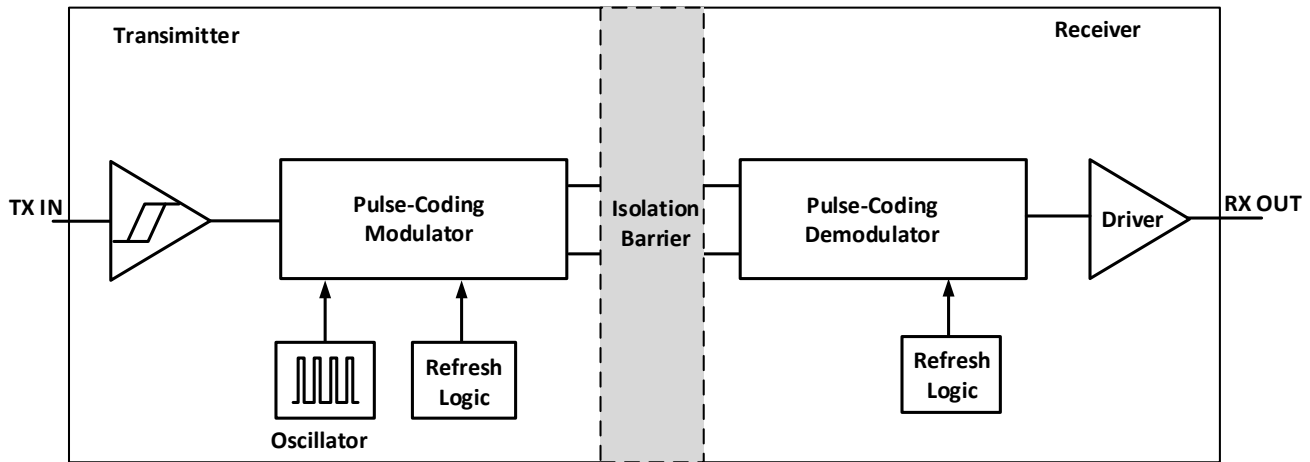 Transimitter
Receiver
TX IN
Pulse-Coding
Modulator
Isolation
Barrier
Pulse-Coding
Demodulator
Driver
RX OUT
Refresh
Logic
Oscillator
Refresh
Logic